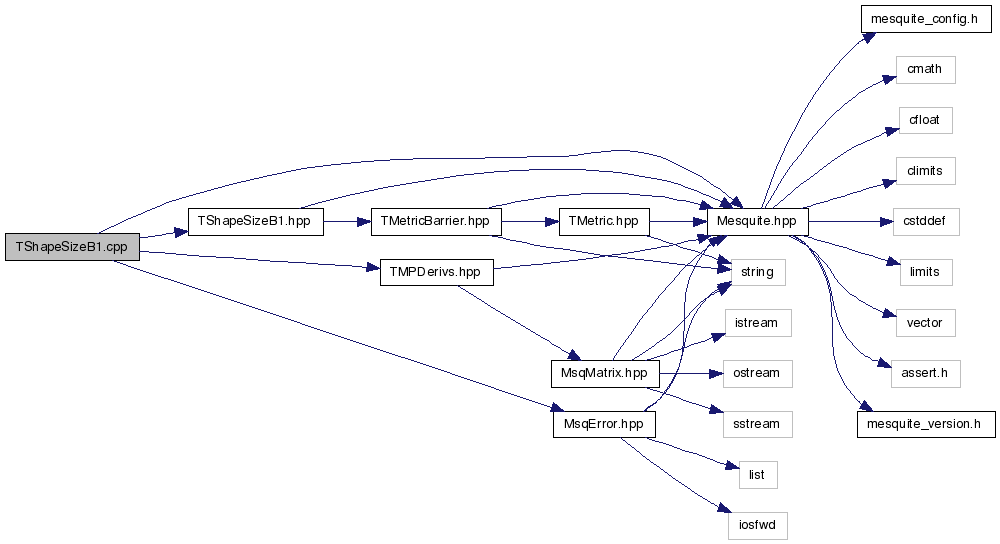 mesquite_config.h
cmath
cfloat
climits
TShapeSizeB1.hpp
TMetricBarrier.hpp
TMetric.hpp
Mesquite.hpp
cstddef
TShapeSizeB1.cpp
TMPDerivs.hpp
string
limits
istream
vector
MsqMatrix.hpp
ostream
assert.h
MsqError.hpp
sstream
mesquite_version.h
list
iosfwd